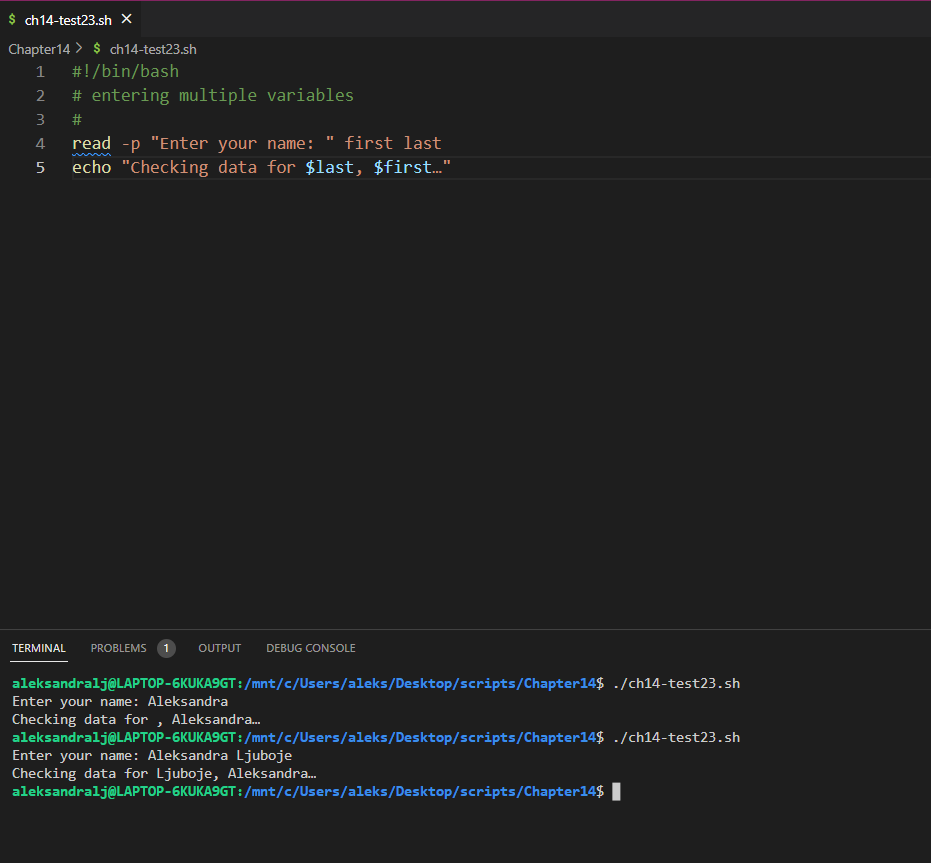 $ ch14-test23.sh ×
Chapter14 > $ ch14-test23.sh
1 #!/bin/bash
2 # entering multiple variables
3 #
4 read -p "Enter your name: " first last
5 echo "Checking data for $last, $first…"
TERMINAL PROBLEMS 1 OUTPUT DEBUG CONSOLE
aleksandralj@LAPTOP-6KUKA9GT:/mnt/c/Users/aleks/Desktop/scripts/Chapter14$ ./ch14-test23.sh
Enter your name: Aleksandra
Checking data for , Aleksandra…
aleksandralj@LAPTOP-6KUKA9GT:/mnt/c/Users/aleks/Desktop/scripts/Chapter14$ ./ch14-test23.sh
Enter your name: Aleksandra Ljuboje
Checking data for Ljuboje, Aleksandra…
aleksandralj@LAPTOP-6KUKA9GT:/mnt/c/Users/aleks/Desktop/scripts/Chapter14$